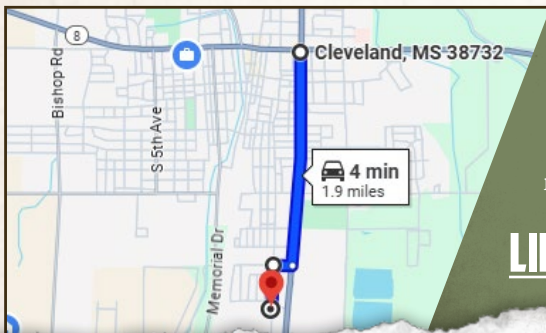 8
Cleveland, MS 38732
Bishop Rd
S 5th Ave
4 min
1.9 miles
Memorial Dr